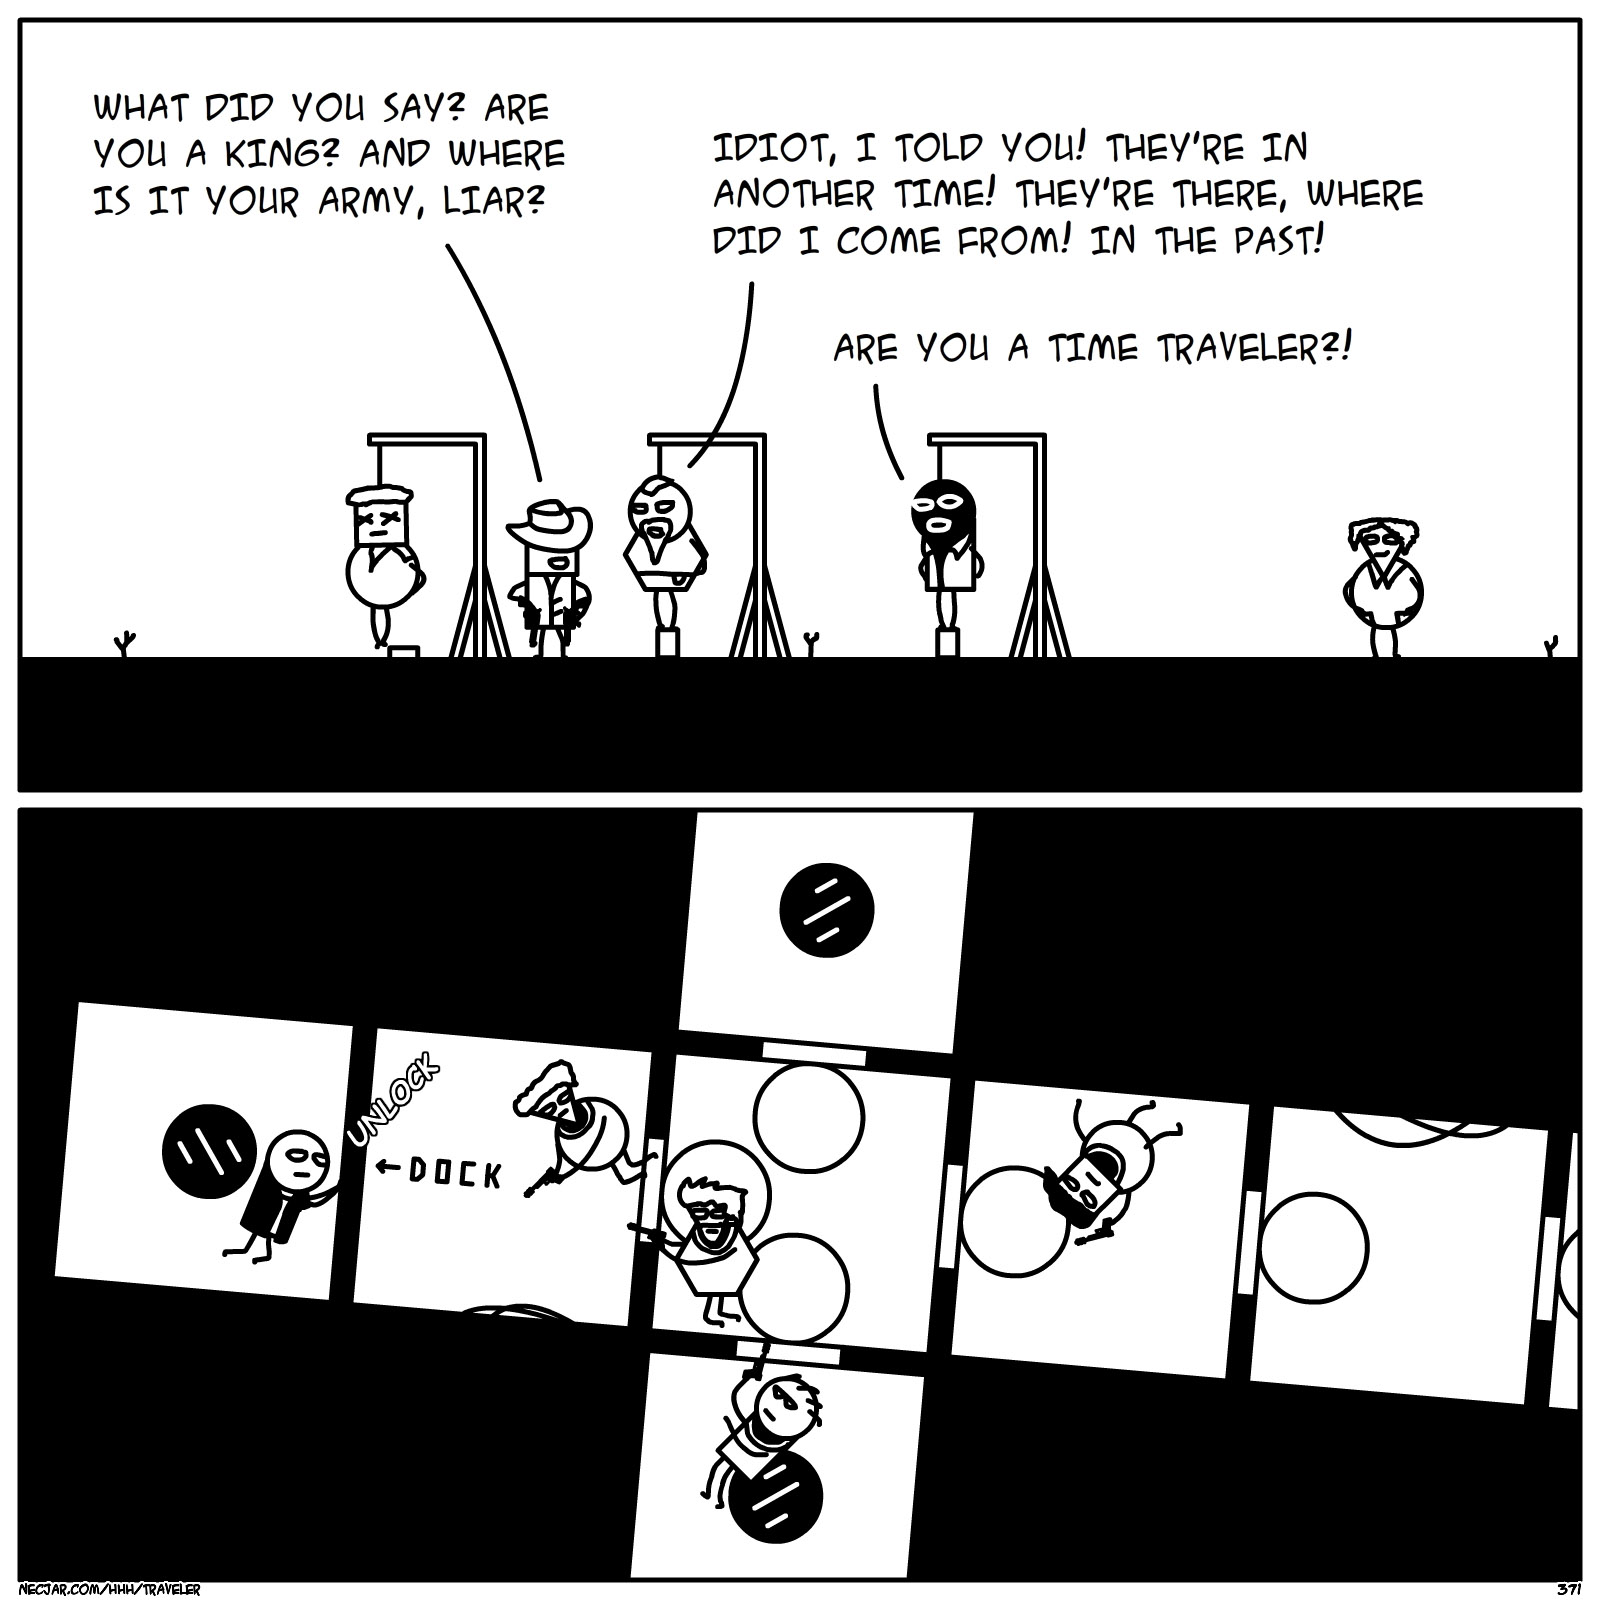 WHAT DID YOU SAY? ARE
YOU A KING? AND WHERE
IS IT YOUR ARMY, LIAR?
IDIOT, I TOLD YOU! THEY'RE IN
ANOTHER TIME! THEY'RE THERE, WHERE
DID I COME FROM! IN THE PAST!
ARE YOU A TIME TRAVELER?!
UNLOCK
←DOCK
NECJAR.COM/HHH/TRAVELER
371